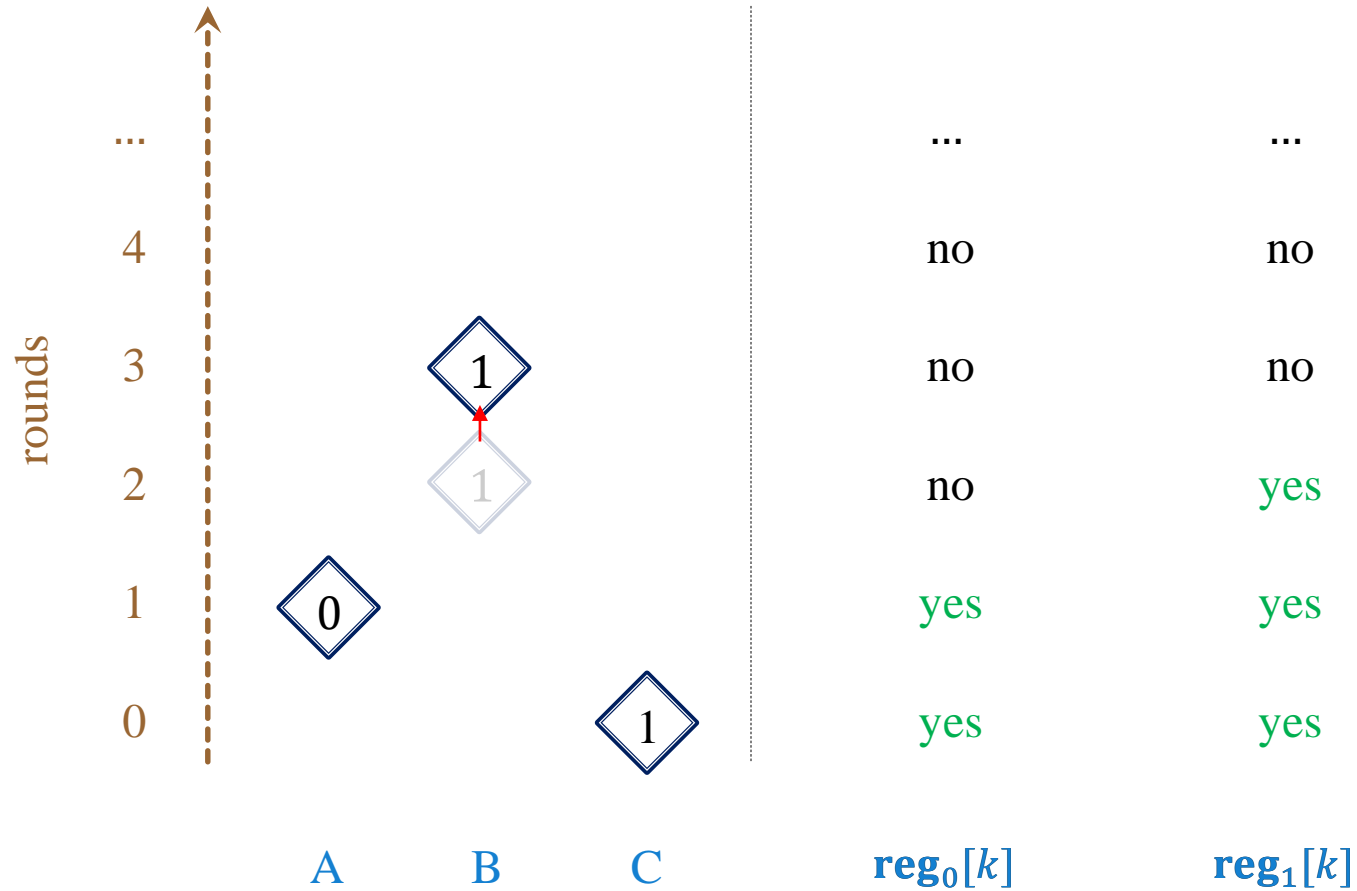 ... ... ...
4 no no
rounds
3 1 no no
2 1 no yes
1 0 yes yes
0 1 yes yes
A B C reg₀[k] reg₁[k]